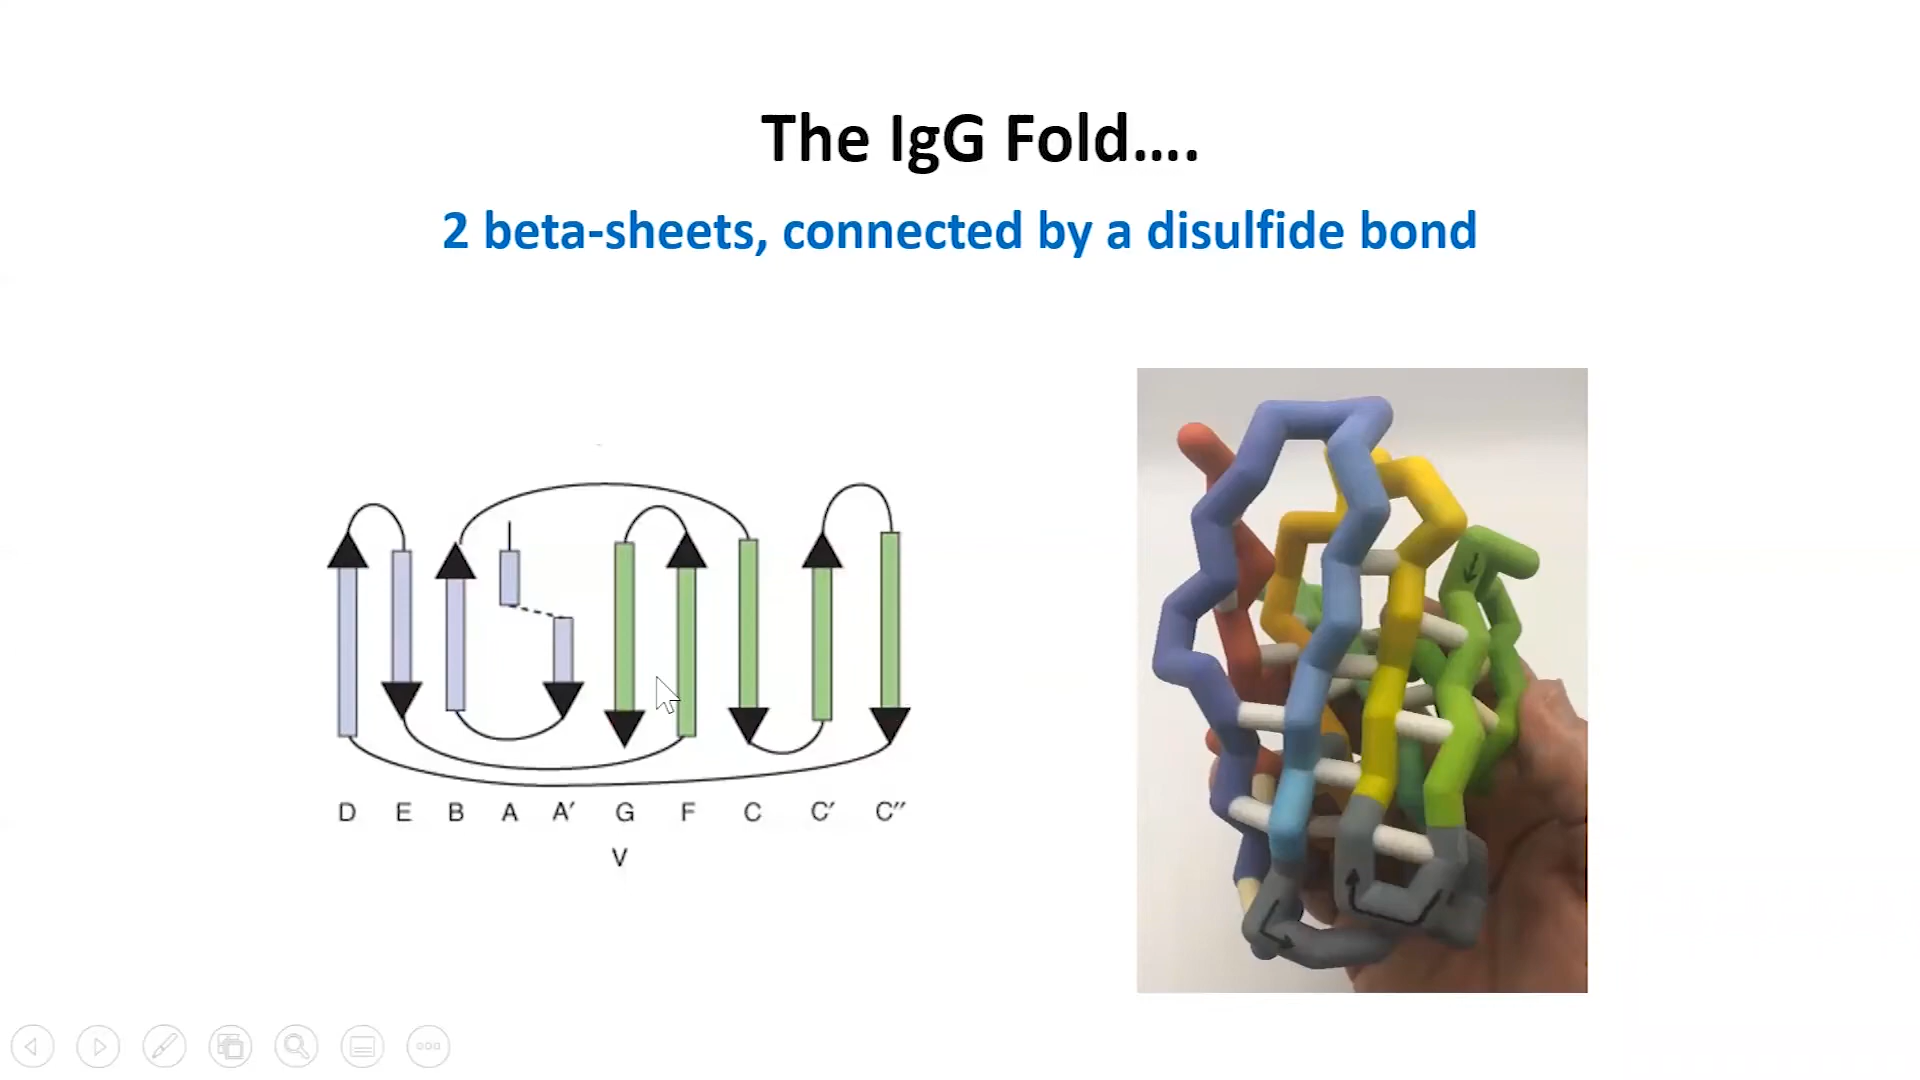 The IgG Fold....
2 beta-sheets, connected by a disulfide bond
D E B A A′ G F C C′ C″
V